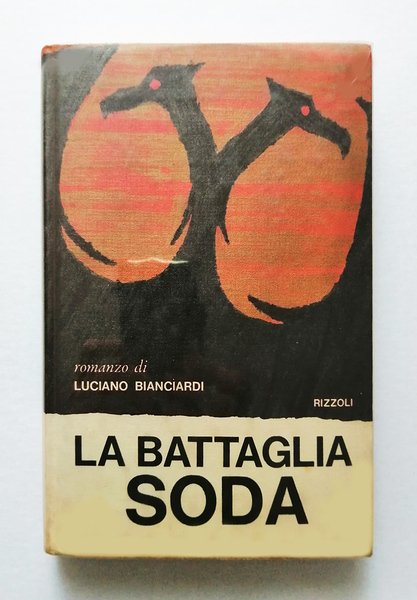 romanzo di
LUCIANO BIANCIARDI
RIZZOLI
LA BATTAGLIA
SODA